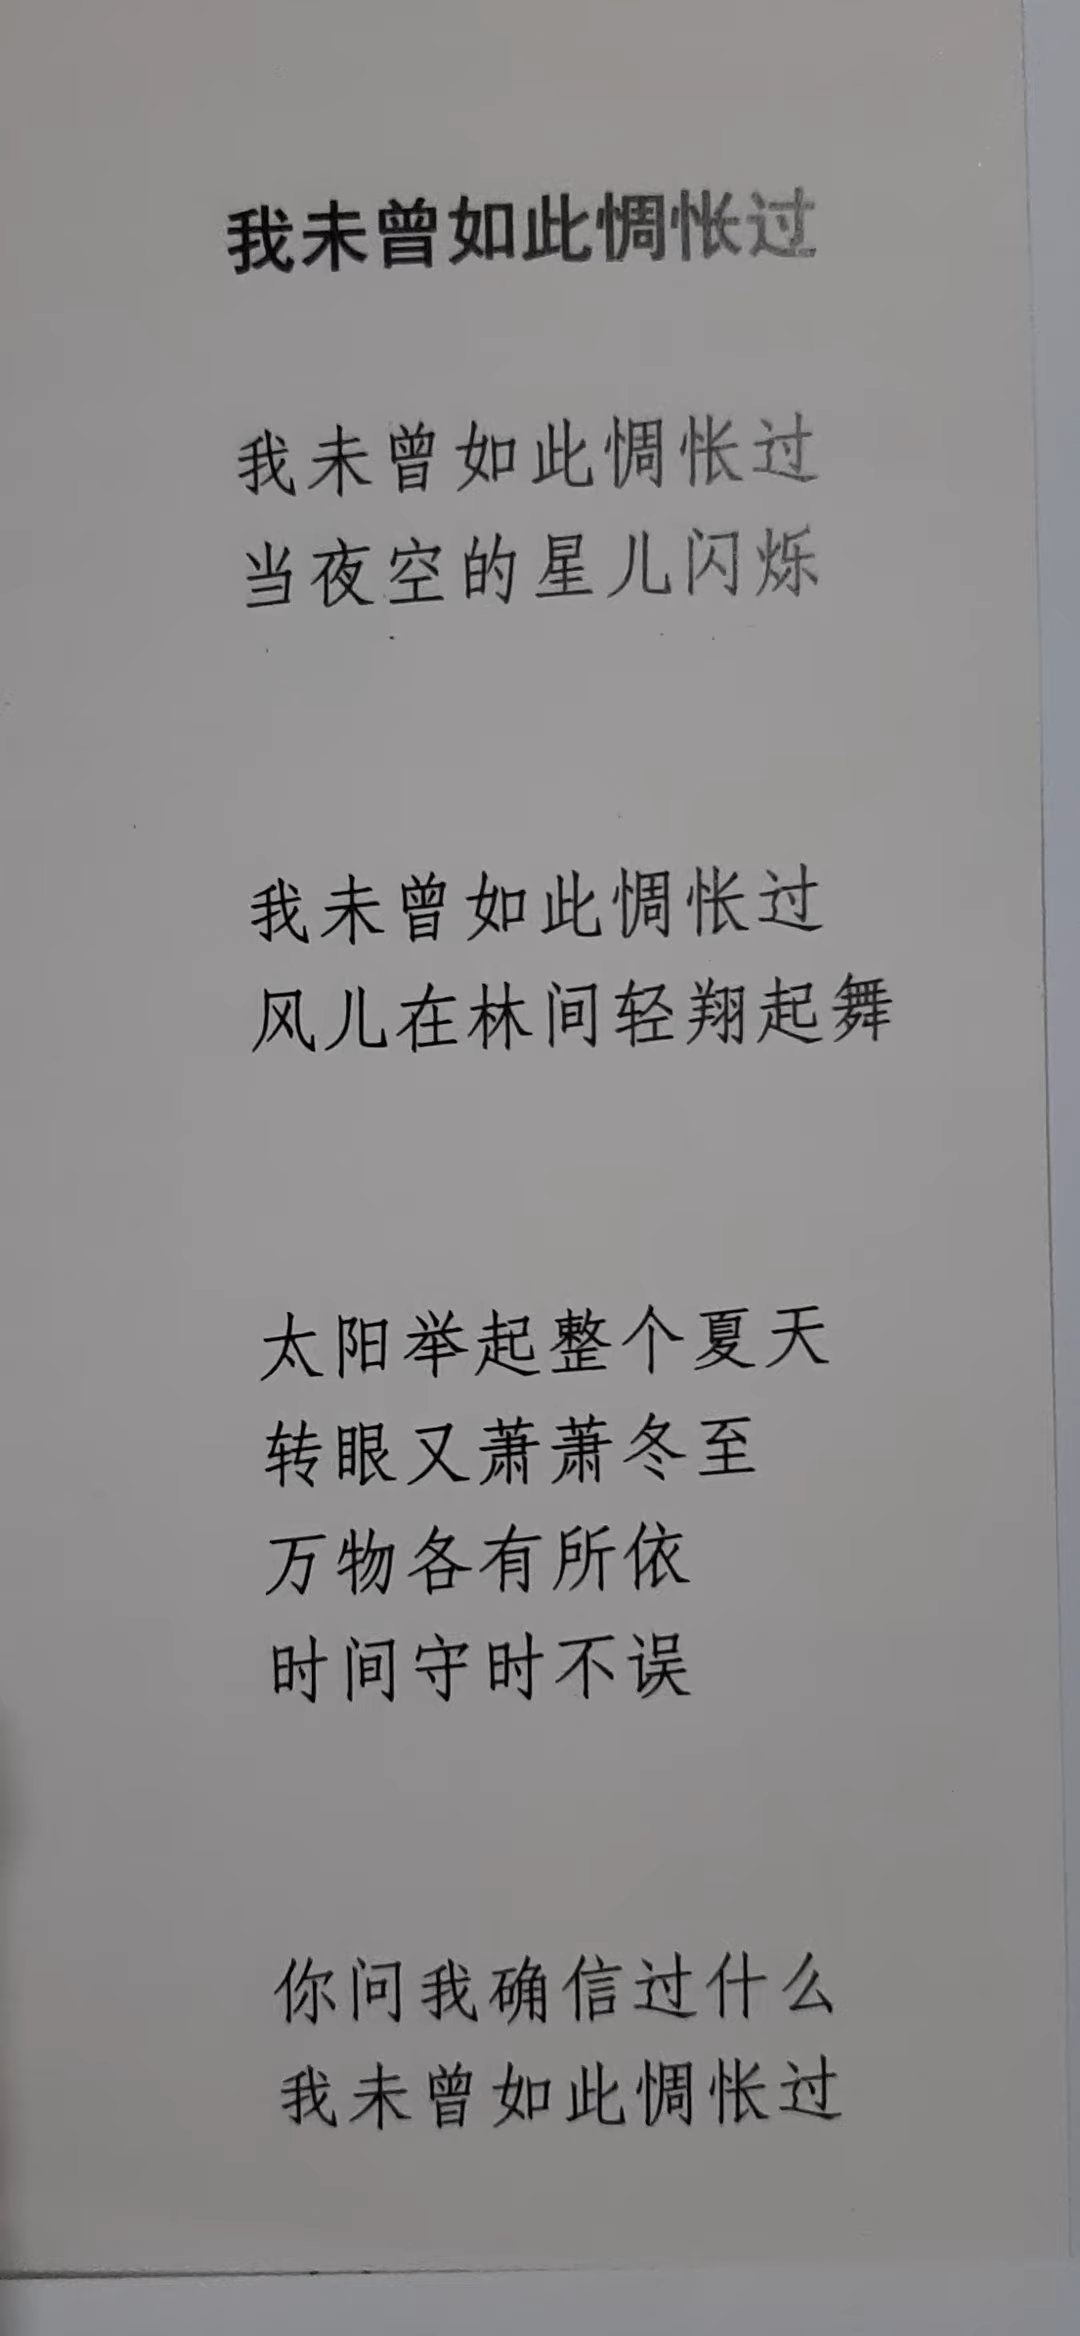 我未曾如此惆怅过
我未曾如此惆怅过
当夜空的星儿闪烁
我未曾如此惆怅过
风儿在林间轻翔起舞
太阳举起整个夏天
转眼又萧萧冬至
万物各有所依
时间守时不误
你问我确信过什么
我未曾如此惆怅过